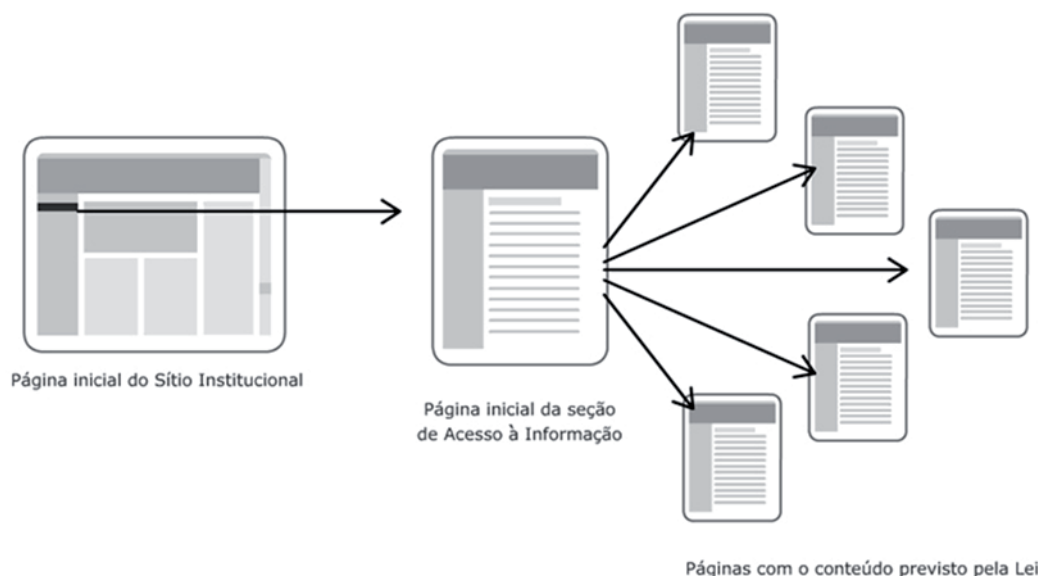 Página inicial do Sítio Institucional
Página inicial da seção
de Acesso à Informação
Páginas com o conteúdo previsto pela Lei